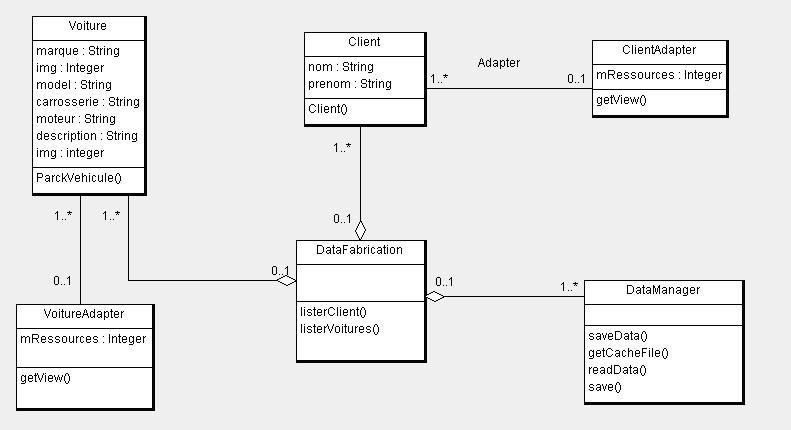 Voiture
marque : String
img : Integer
model : String
carrosserie : String
moteur : String
description : String
img : integer
ParckVehicule()
Client
nom : String
prenom : String
Client()
Adapter
1..*
0..1
ClientAdapter
mRessources : Integer
getView()
1..*
0..1
1..*
1..*
0..1
0..1
DataFabrication
listerClient()
listerVoitures()
0..1
1..*
VoitureAdapter
mRessources : Integer
getView()
DataManager
saveData()
getCacheFile()
readData()
save()